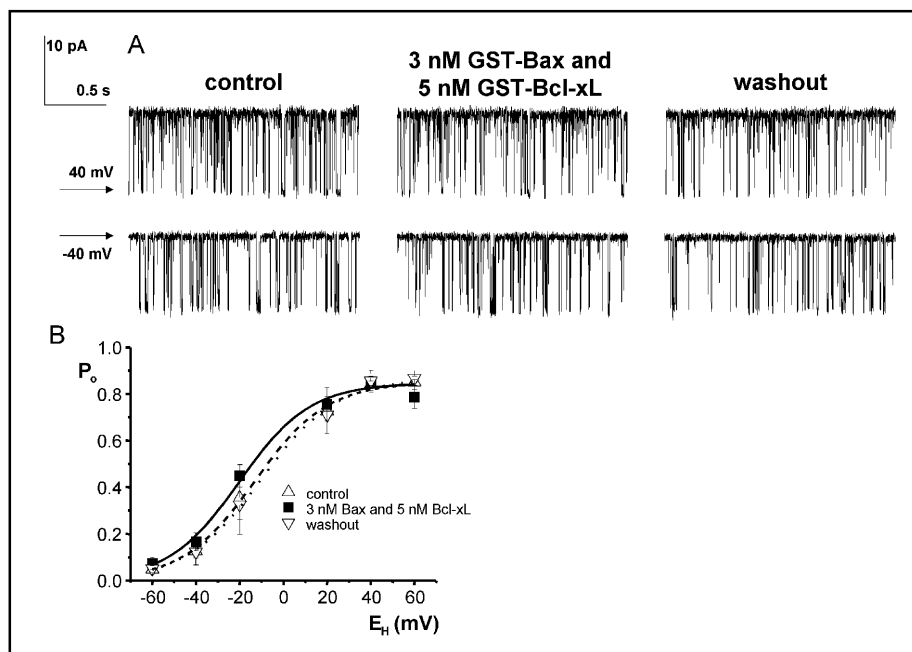 A
10 pA
0.5 s
control
3 nM GST-Bax and
5 nM GST-Bcl-xL
washout
40 mV
-40 mV
B
1.0
0.8
0.6
0.4
0.2
0.0
Po
-60 -40 -20 0 20 40 60
EH (mV)
control
3 nM Bax and 5 nM Bcl-xL
washout